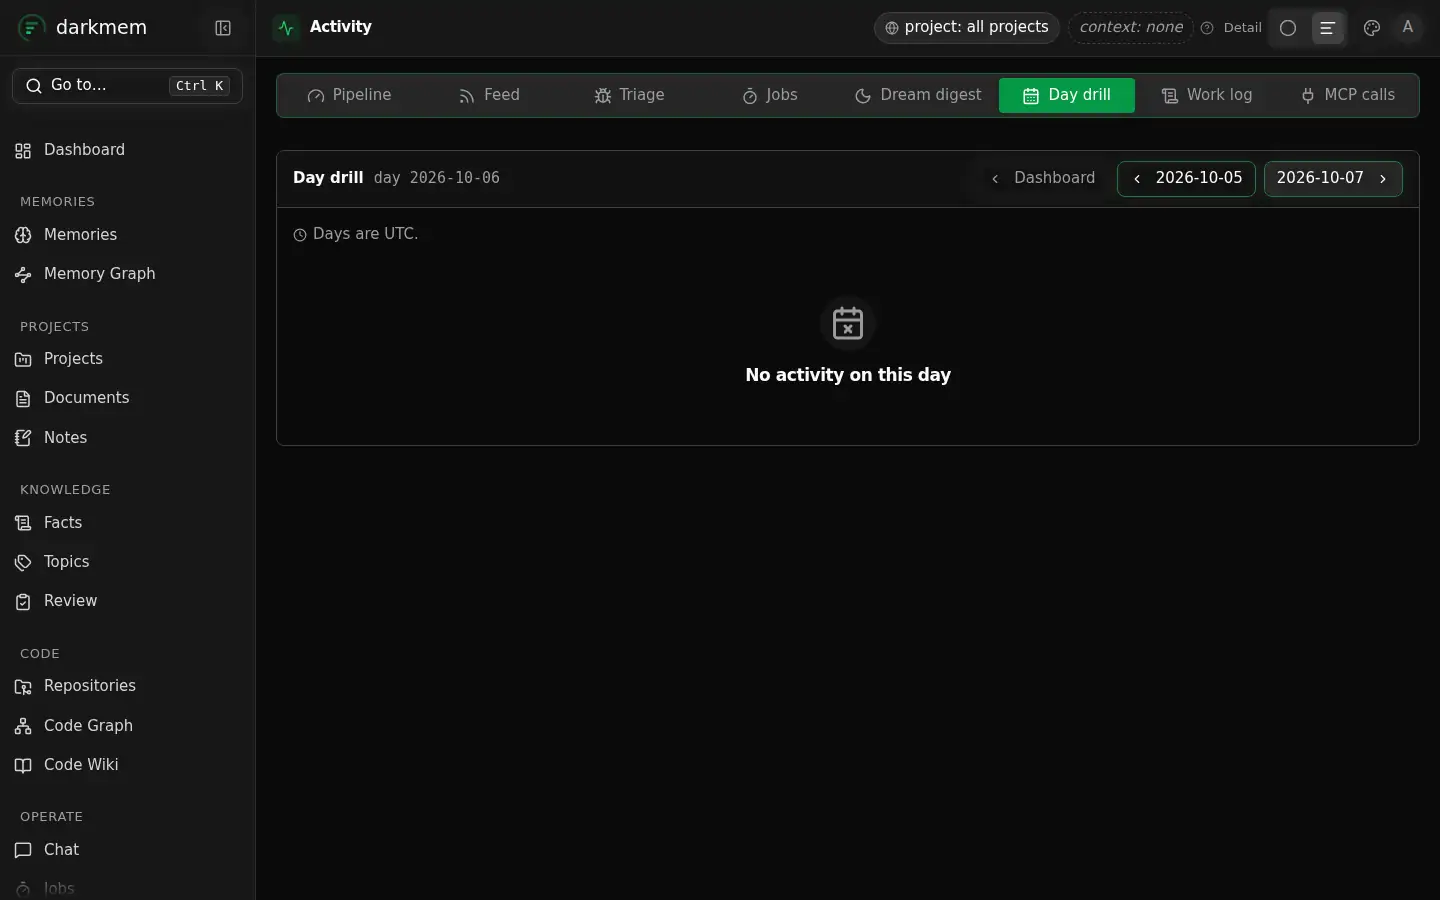 darkmem
Activity
project: all projects
context: none
Detail
A
Go to...
Ctrl K
Pipeline
Feed
Triage
Jobs
Dream digest
Day drill
Work log
MCP calls
Dashboard
MEMORIES
Memories
Memory Graph
PROJECTS
Projects
Documents
Notes
KNOWLEDGE
Facts
Topics
Review
CODE
Repositories
Code Graph
Code Wiki
OPERATE
Chat
Jobs
Day drill day 2026-10-06
Dashboard
2026-10-05
2026-10-07
Days are UTC.
No activity on this day